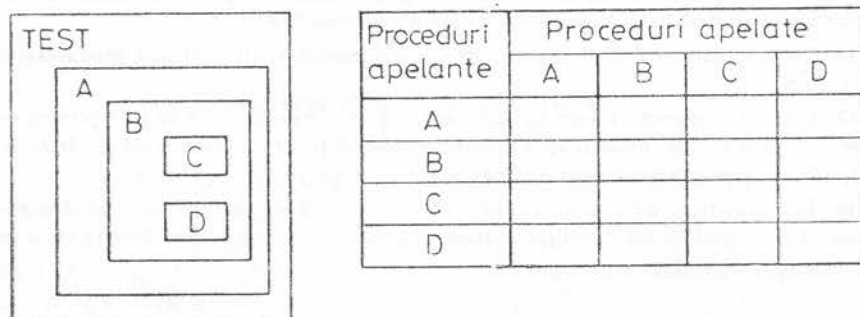 TEST
A
B
C
D
Proceduri apelante
Proceduri apelate
A B C D
A
B
C
D